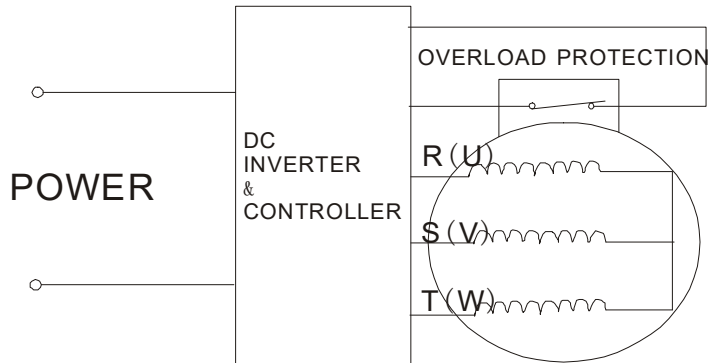 OVERLOAD PROTECTION
DC
INVERTER
&
CONTROLLER
POWER
R(U)
S(V)
T(W)